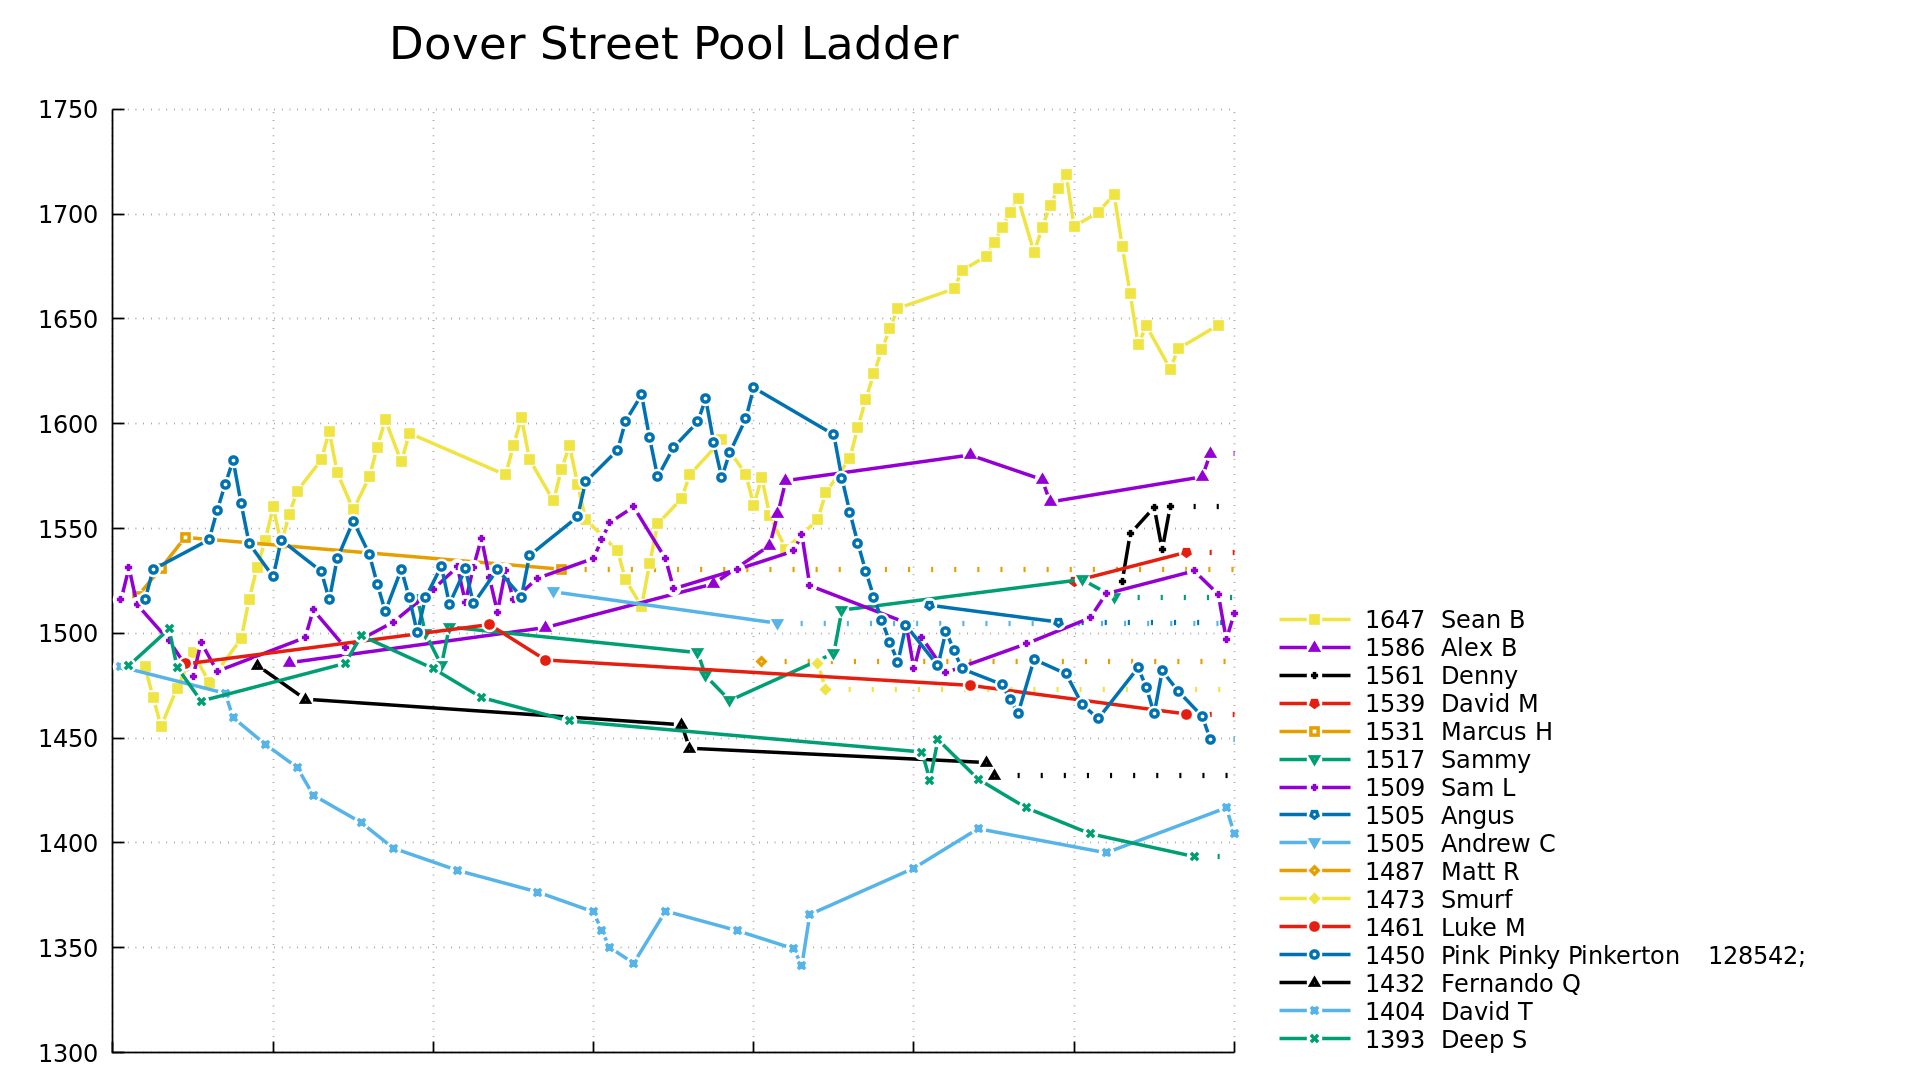 Dover Street Pool Ladder
1750
1700
1650
1600
1550
1500
1450
1400
1350
1300
1647 Sean B
1586 Alex B
1561 Denny
1539 David M
1531 Marcus H
1517 Sammy
1509 Sam L
1505 Angus
1505 Andrew C
1487 Matt R
1473 Smurf
1461 Luke M
1450 Pink Pinky Pinkerton 128542;
1432 Fernando Q
1404 David T
1393 Deep S